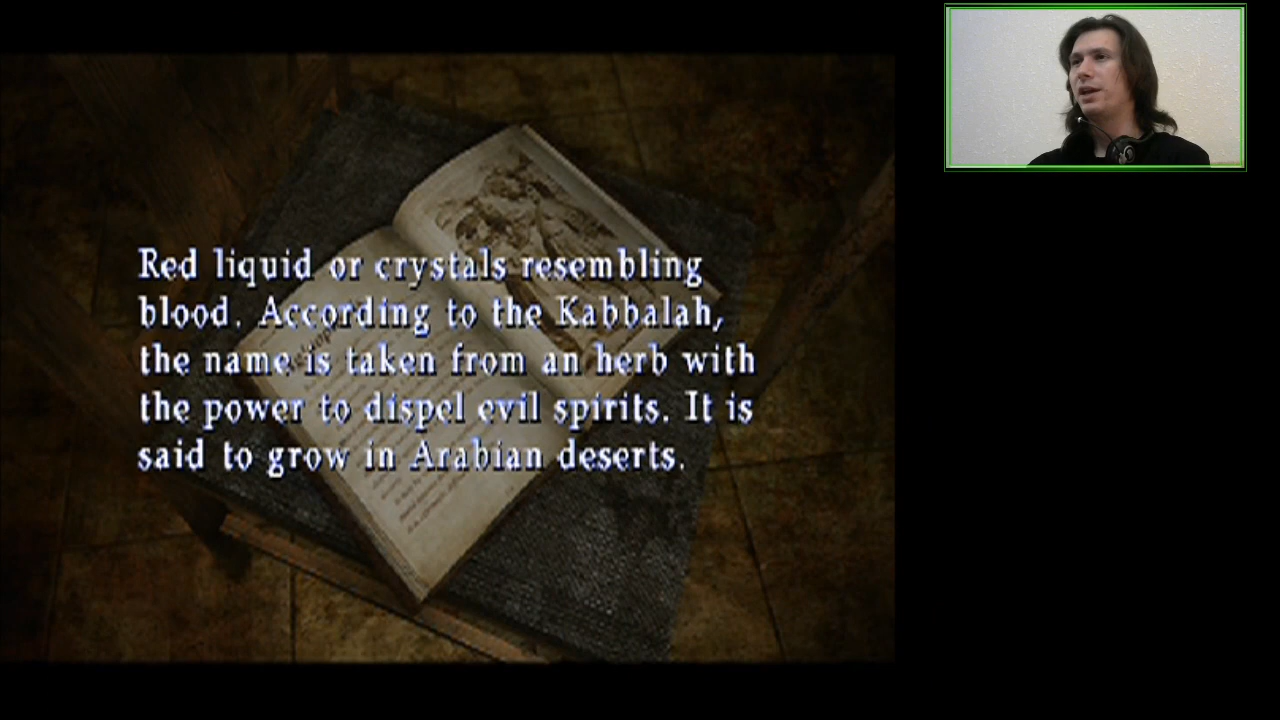 Red liquid or crystals resembling
blood. According to the Kabbalah,
the name is taken from an herb with
the power to dispel evil spirits. It is
said to grow in Arabian deserts.